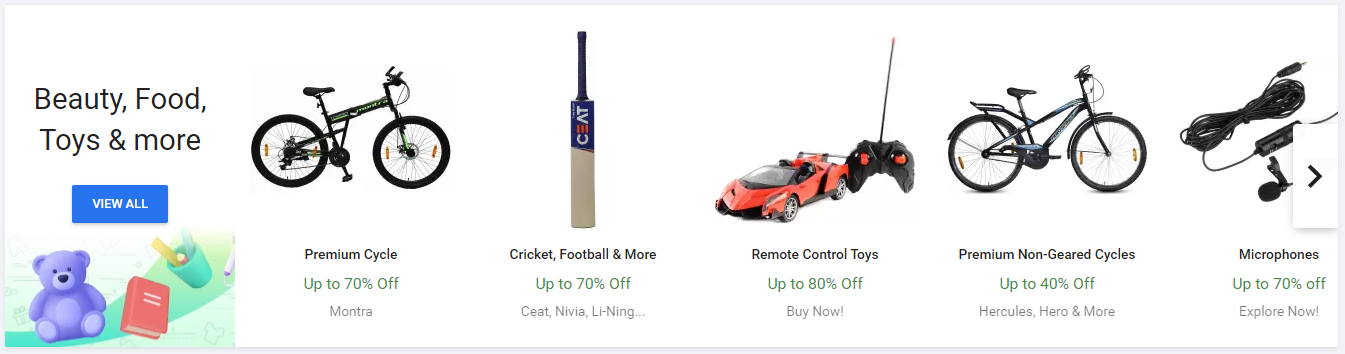 Beauty, Food,
Toys & more
VIEW ALL
montra
CEAT
Premium Cycle
Up to 70% Off
Montra
Cricket, Football & More
Up to 70% Off
Ceat, Nivia, Li-Ning...
Remote Control Toys
Up to 80% Off
Buy Now!
Premium Non-Geared Cycles
Up to 40% Off
Hercules, Hero & More
Microphones
Up to 70% off
Explore Now!